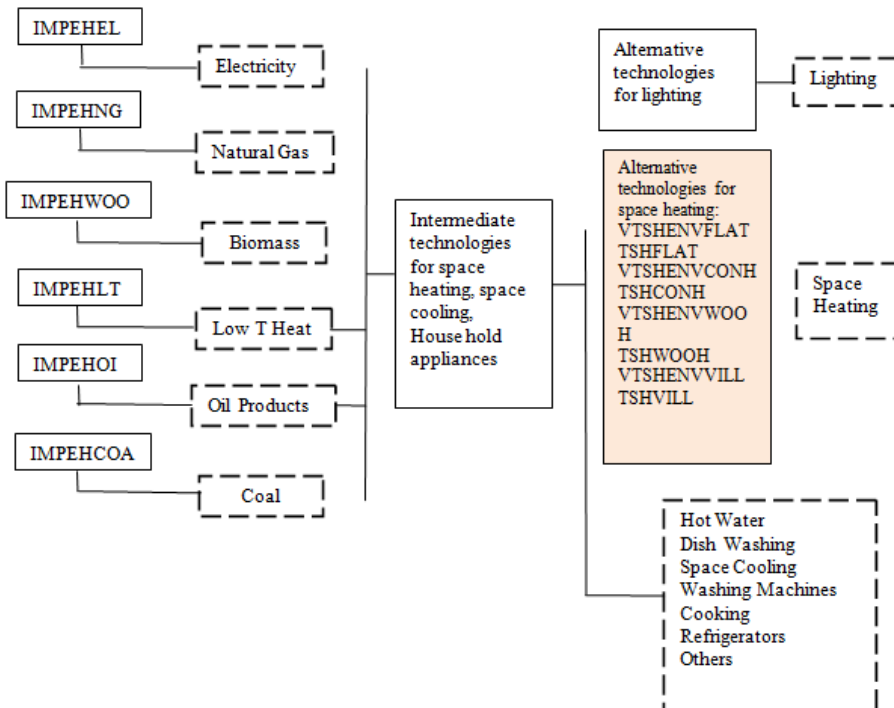 IMPEHEL
Electricity
IMPEHNG
Natural Gas
IMPEHWOO
Biomass
IMPEHLT
Low T Heat
IMPEHOI
Oil Products
IMPEHCOA
Coal
Intermediate
technologies
for space
heating, space
cooling,
House hold
appliances
Alternative
technologies
for lighting
Lighting
Alternative
technologies for
space heating:
VTSHENVFLAT
TSHFLAT
VTSHENVCONH
TSHCONH
VTSHENVWOO
H
TSHWOOH
VTSHENVVILL
TSHVILL
Space
Heating
Hot Water
Dish Washing
Space Cooling
Washing Machines
Cooking
Refrigerators
Others